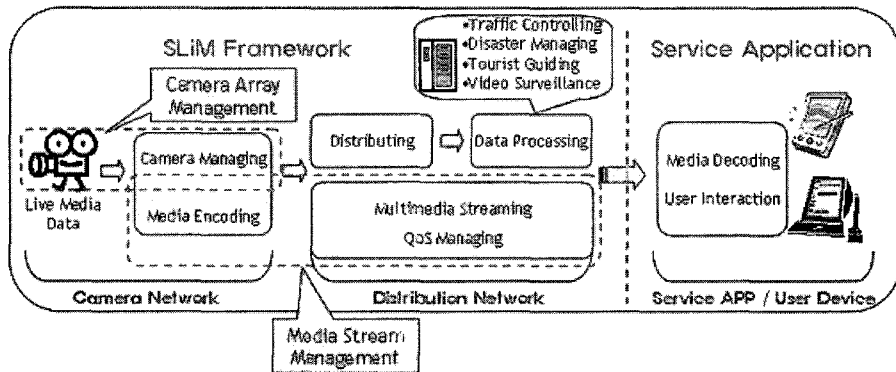 SLiM Framework
•Traffic Controlling
•Disaster Managing
•Tourist Guiding
•Video Surveillance
Service Application
Camera Array
Management
Live Media
Data
Camera Managing
Media Encoding
Distributing
Data Processing
Multimedia Streaming
QoS Managing
Media Decoding
User Interaction
Camera Network
Distribution Network
Service APP / User Device
Media Stream
Management